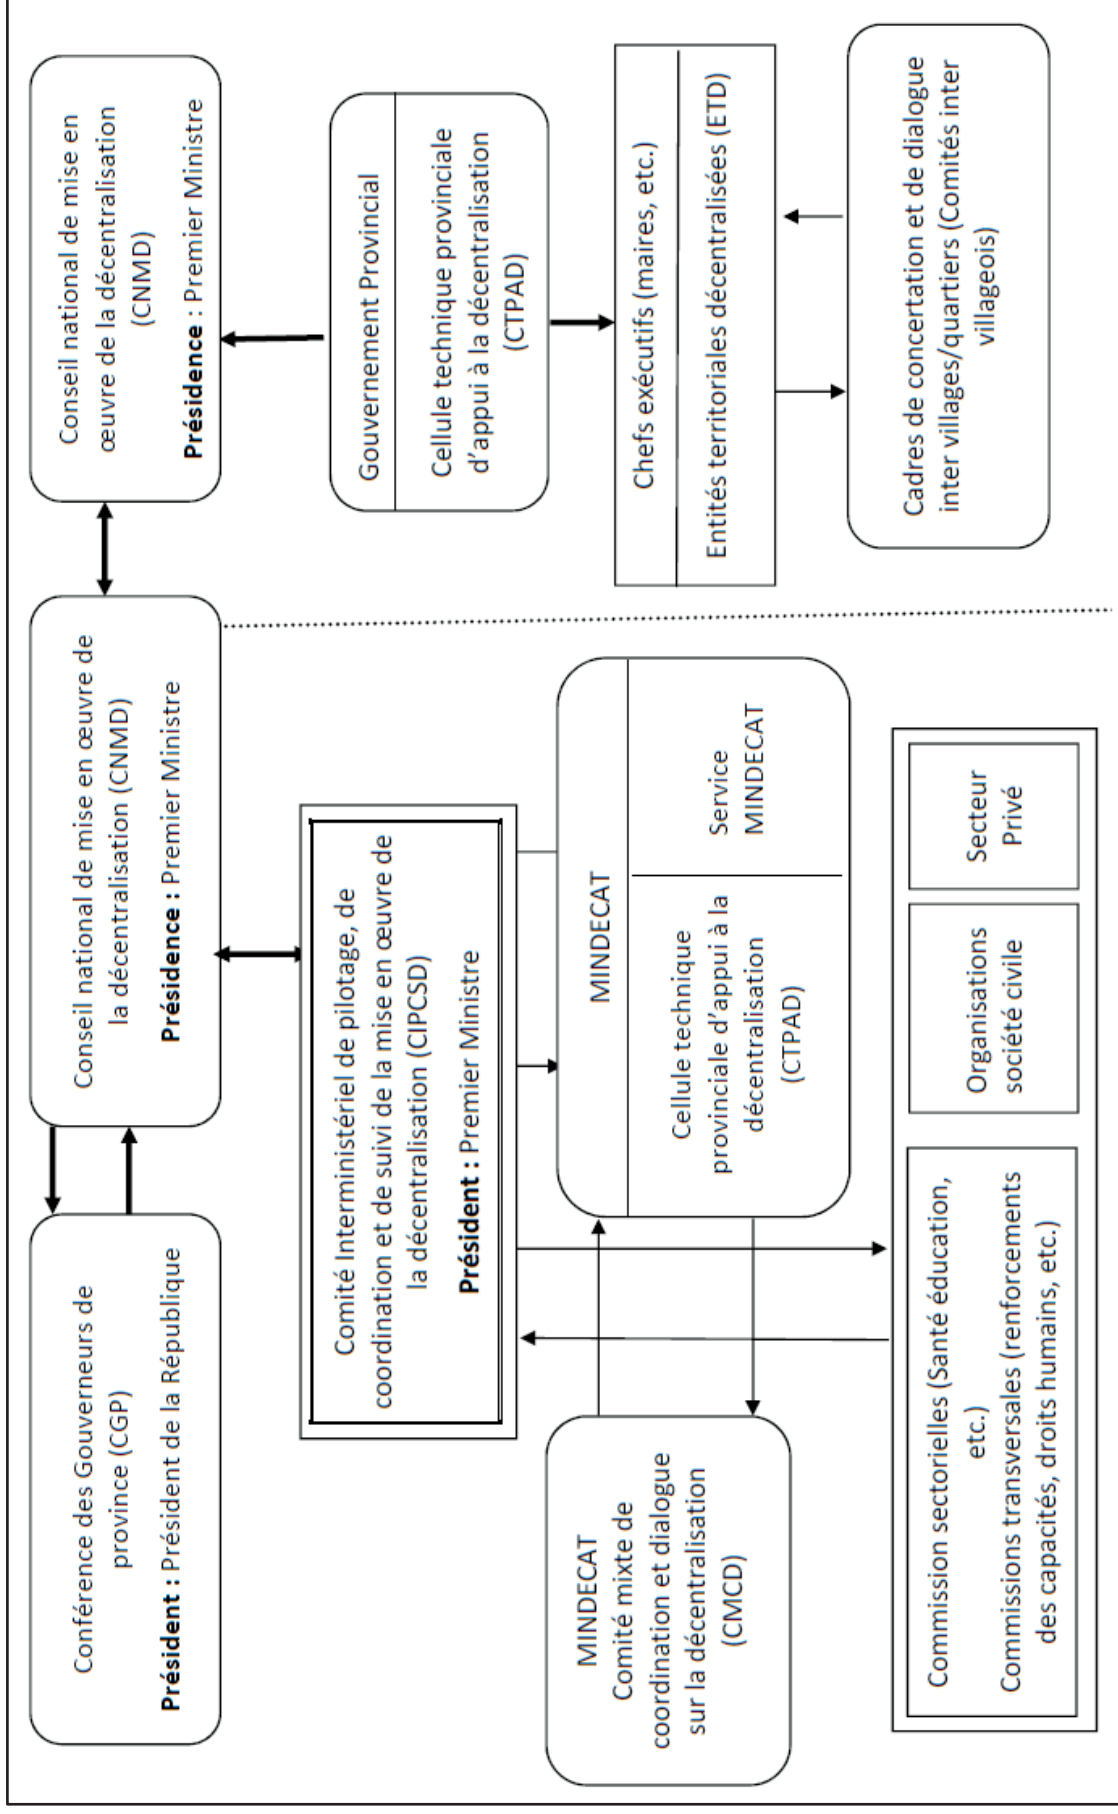 Conférence des Gouverneurs de
province (CGP)
Président : Président de la République
Conseil national de mise en œuvre de
la décentralisation (CNMD)
Présidence : Premier Ministre
Conseil national de mise en
œuvre de la décentralisation
(CNMD)
Présidence : Premier Ministre
Comité Interministériel de pilotage, de
coordination et de suivi de la mise en œuvre de
la décentralisation (CIPCSD)
Président : Premier Ministre
Gouvernement Provincial
Cellule technique provinciale
d'appui à la décentralisation
(CTPAD)
MINDECAT
Comité mixte de
coordination et dialogue
sur la décentralisation
(CMCD)
MINDECAT
Cellule technique
provinciale d'appui à la
décentralisation
(CTPAD)
Service
MINDECAT
Chefs exécutifs (maires, etc.)
Entités territoriales décentralisées (ETD)
Commission sectorielles (Santé éducation,
etc.)
Commissions transversales (renforcements
des capacités, droits humains, etc.)
Organisations
société civile
Secteur
Privé
Cadres de concertation et de dialogue
inter villages/quartiers (Comités inter
villageois)